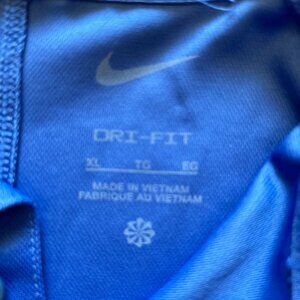 DRI-FIT
XL TG EG
MADE IN VIETNAM
FABRIQUÉ AU VIETNAM